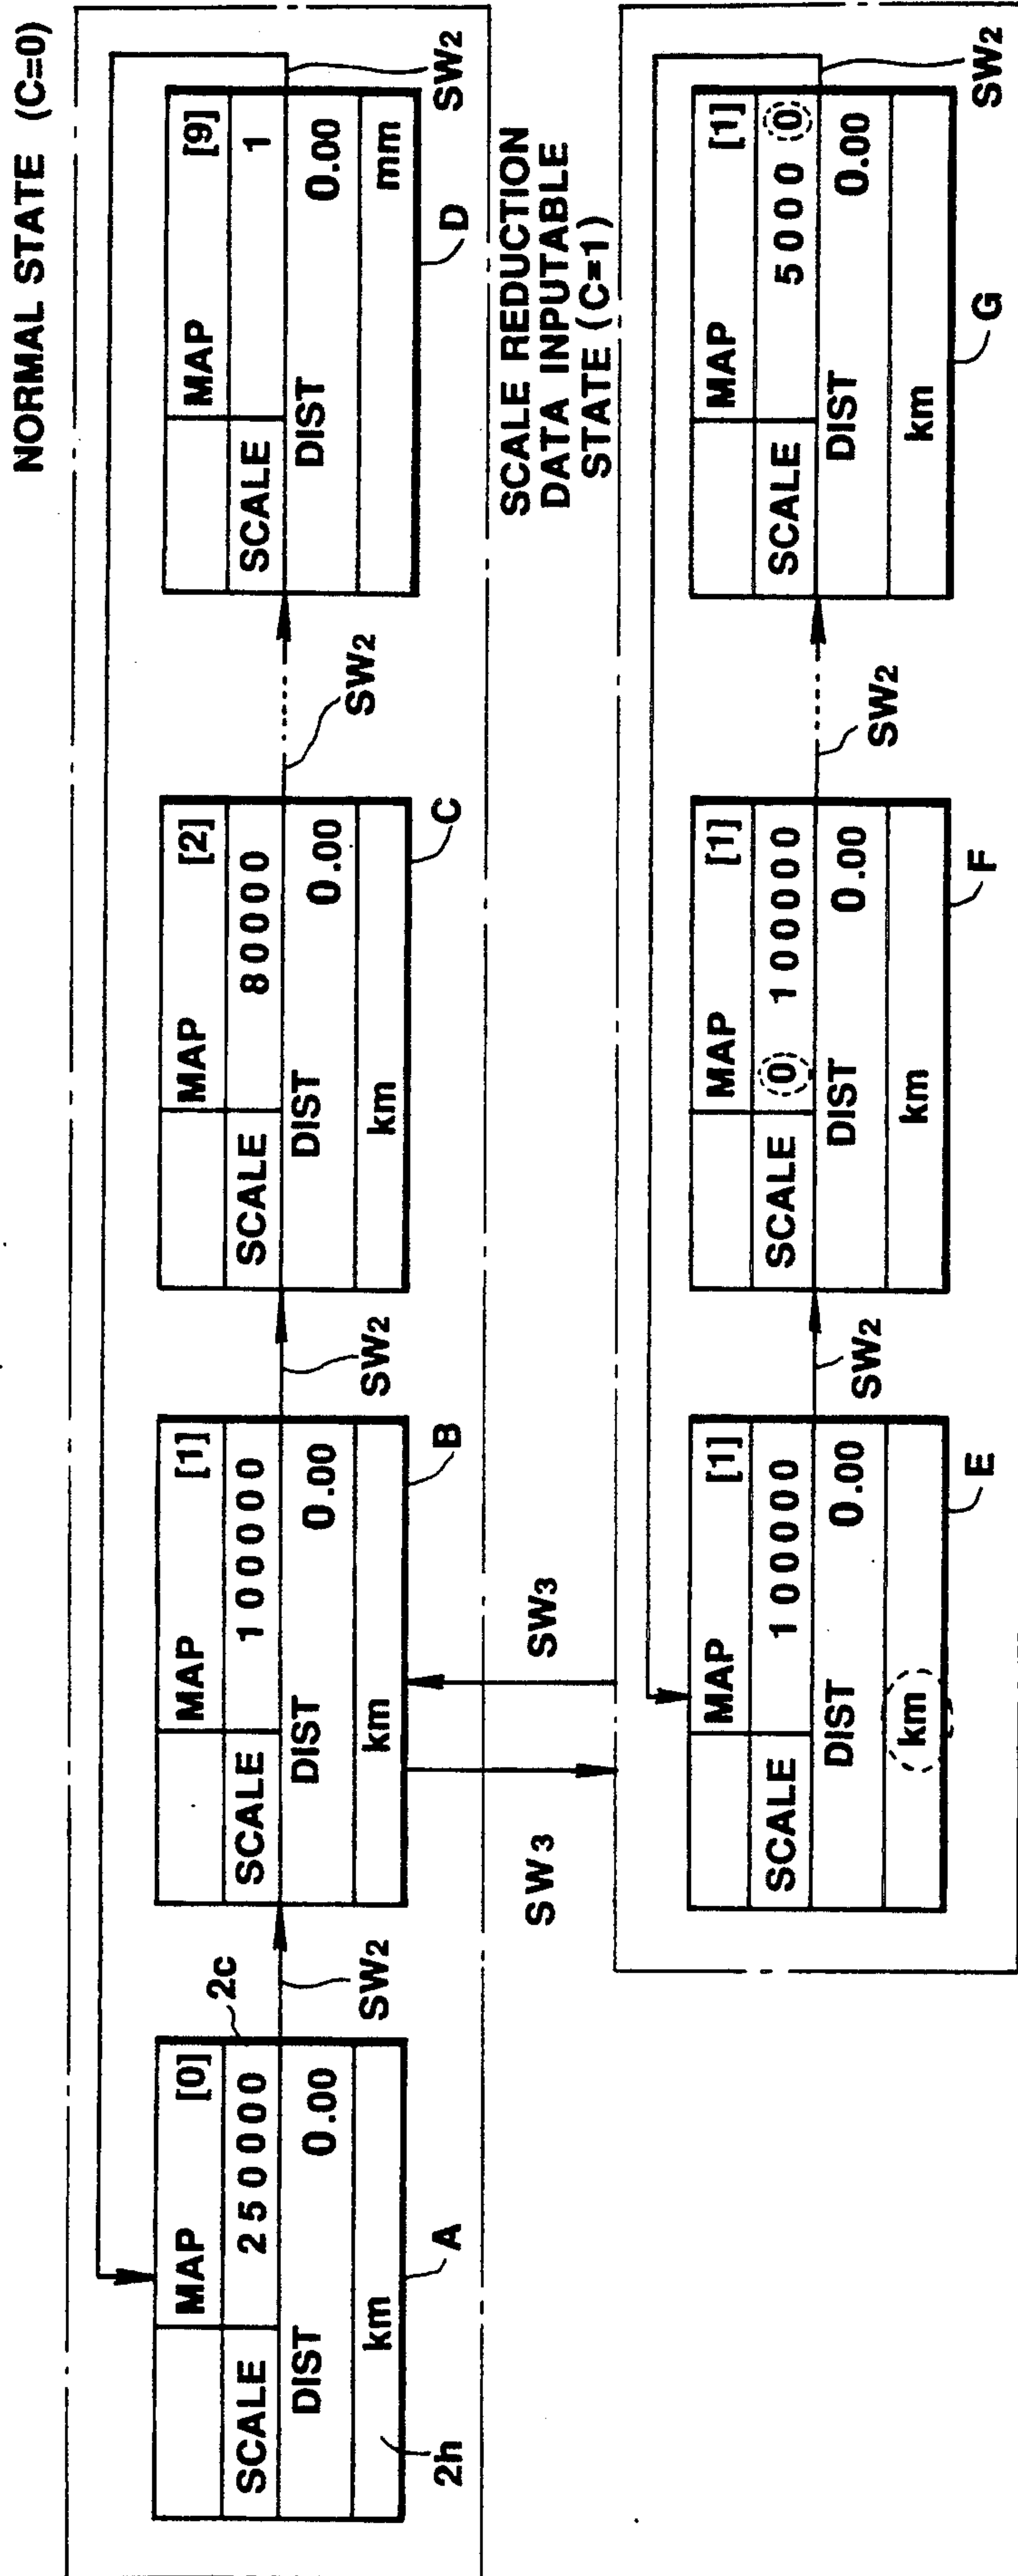 NORMAL STATE (C=0)
MAP [0]
SCALE 250000
DIST 0.00
km
2c
2h
A
SW2
MAP [1]
SCALE 100000
DIST 0.00
km
B
SW2
MAP [2]
SCALE 80000
DIST 0.00
km
C
SW2
MAP [9]
SCALE 1
DIST 0.00
mm
D
SW2
SW3
SW3
SCALE REDUCTION
DATA INPUTABLE
STATE (C=1)
MAP [1]
SCALE 100000
DIST 0.00
km
E
SW2
MAP [1]
SCALE 0 100000
DIST 0.00
km
F
SW2
MAP [1]
SCALE 5000 0
DIST 0.00
km
G
SW2